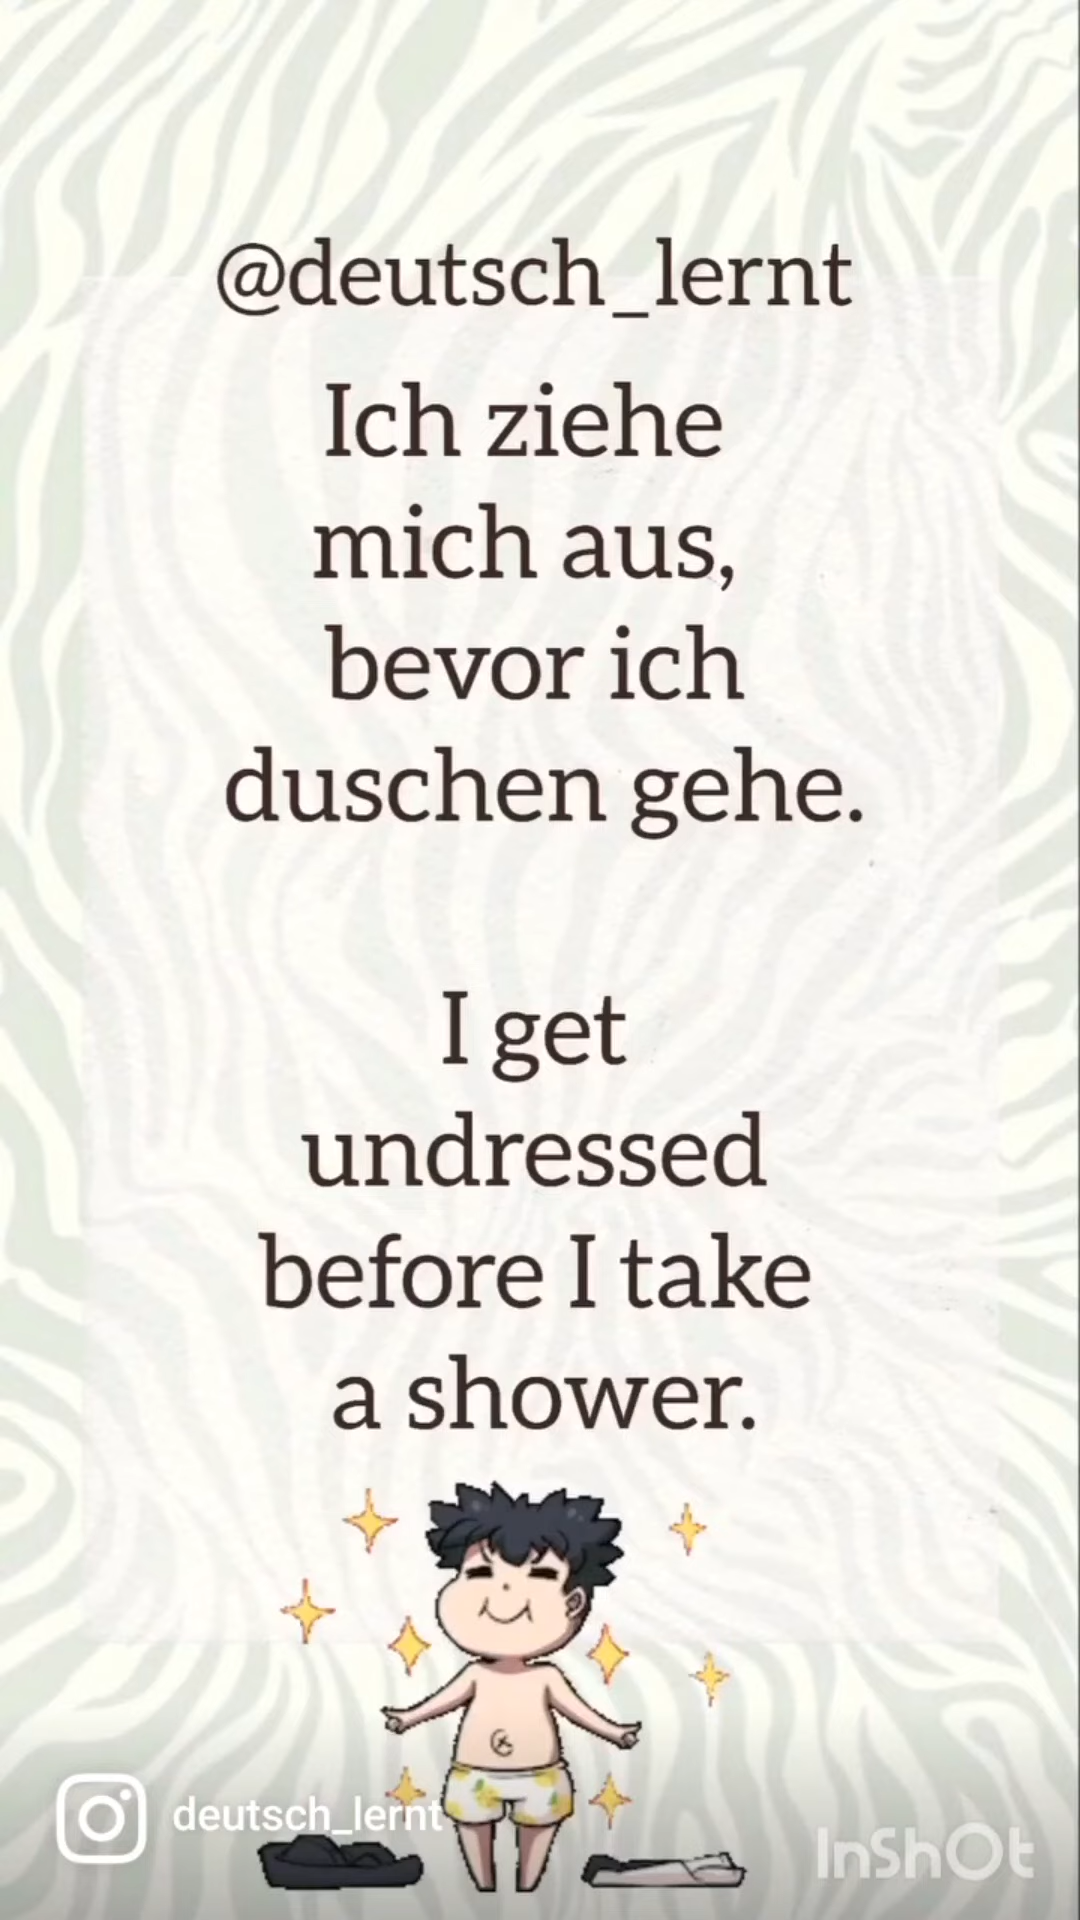 @deutsch_lernt
Ich ziehe
mich aus,
bevor ich
duschen gehe.
I get
undressed
before I take
a shower.
deutsch_lernt
InShOt